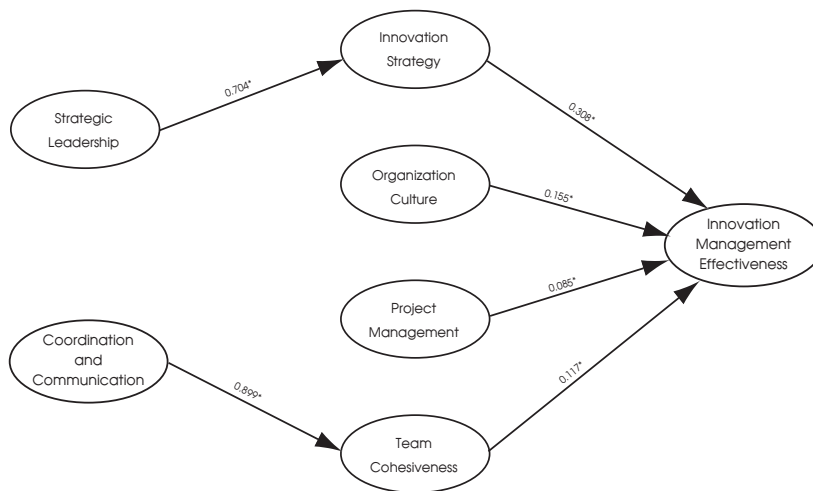 Innovation
Strategy
0.704*
Strategic
Leadership
0.308*
Organization
Culture
0.155*
Innovation
Management
Effectiveness
0.085*
Project
Management
Coordination
and
Communication
0.899*
0.117*
Team
Cohesiveness